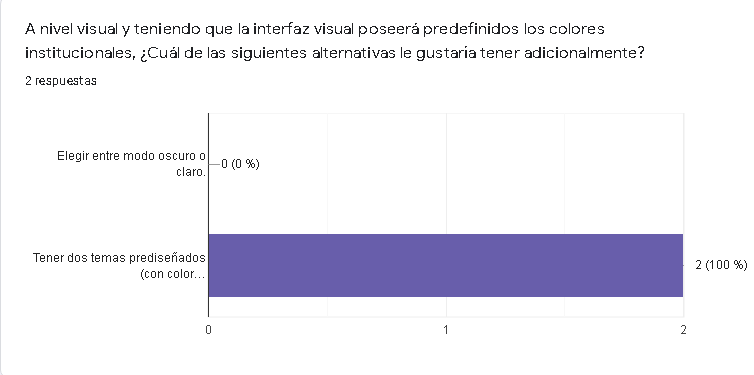 A nivel visual y teniendo que la interfaz visual poseerá predefinidos los colores
institucionales, ¿Cuál de las siguientes alternativas le gustaría tener adicionalmente?
2 respuestas
Elegir entre modo oscuro o
claro.
0 (0 %)
Tener dos temas prediseñados
(con color…
2 (100 %)
0
1
2